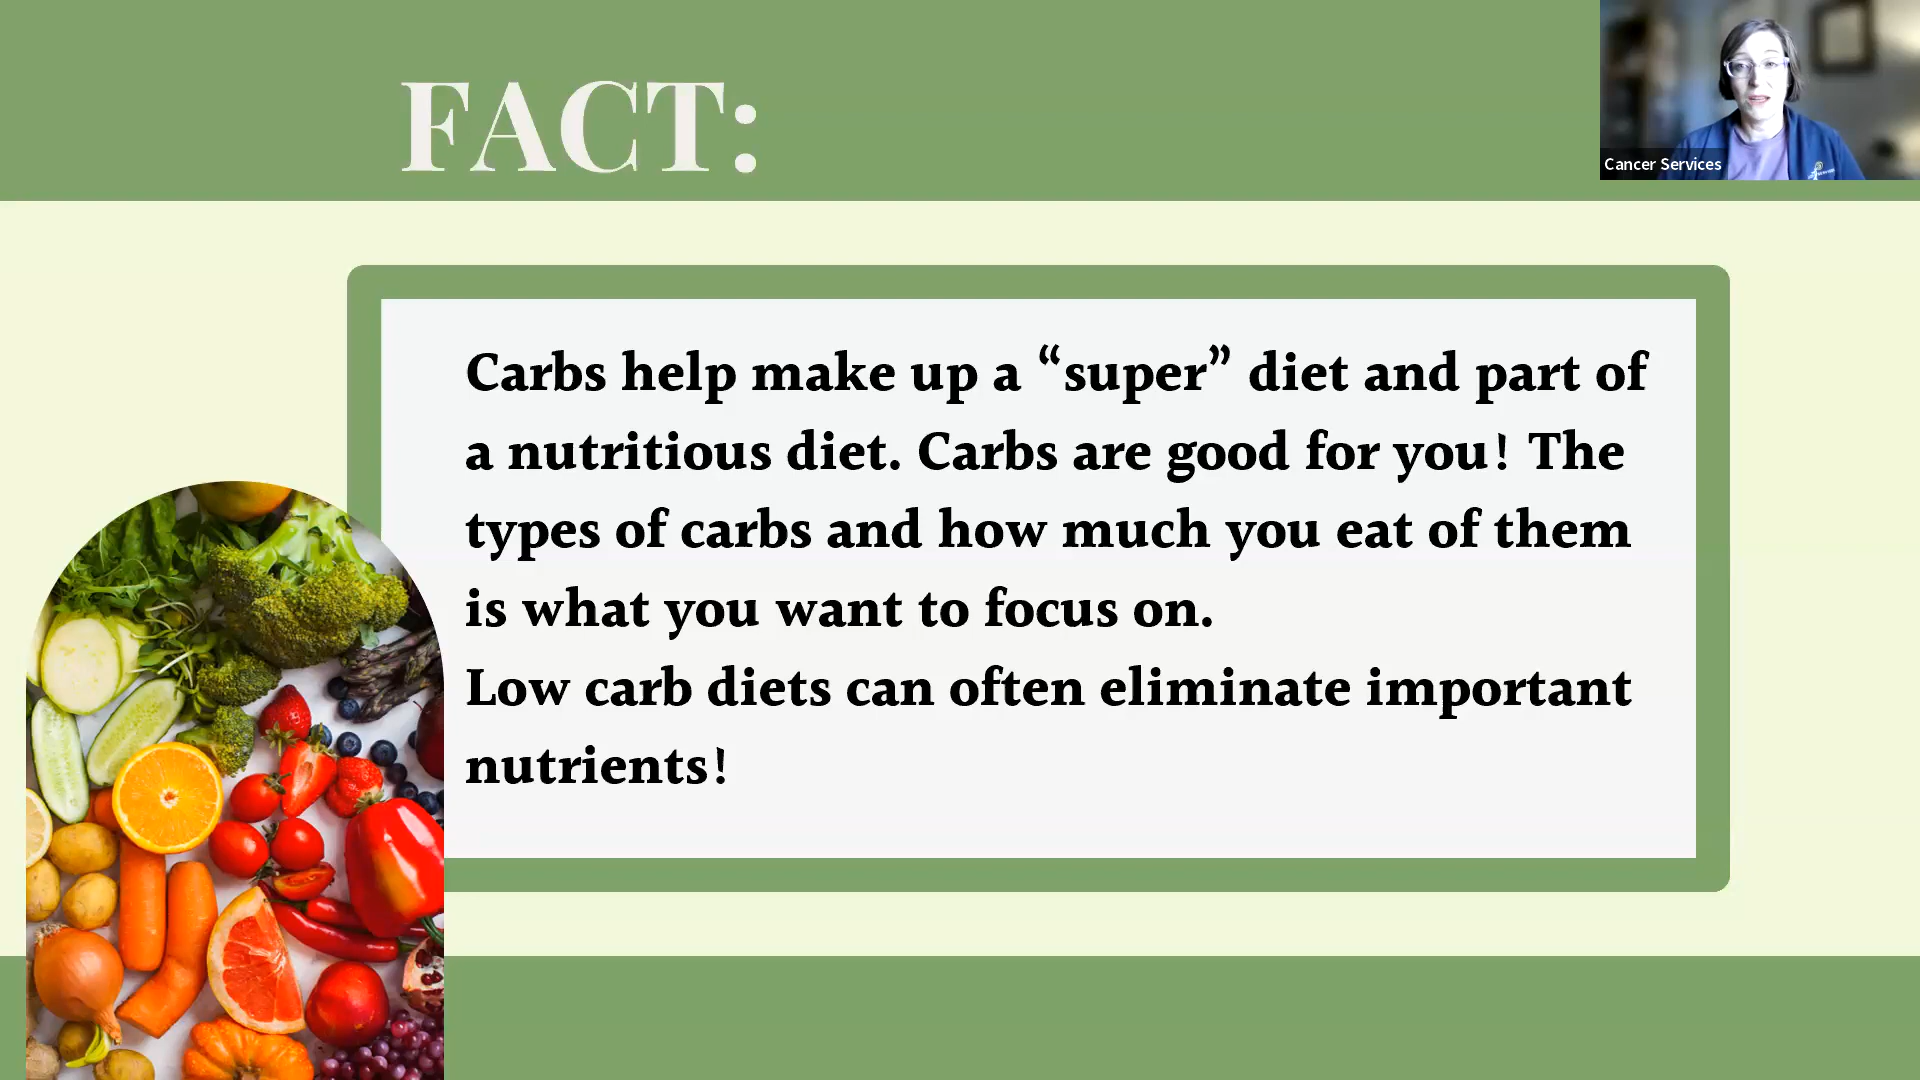 FACT:
Cancer Services
Carbs help make up a “super” diet and part of
a nutritious diet. Carbs are good for you! The
types of carbs and how much you eat of them
is what you want to focus on.
Low carb diets can often eliminate important
nutrients!